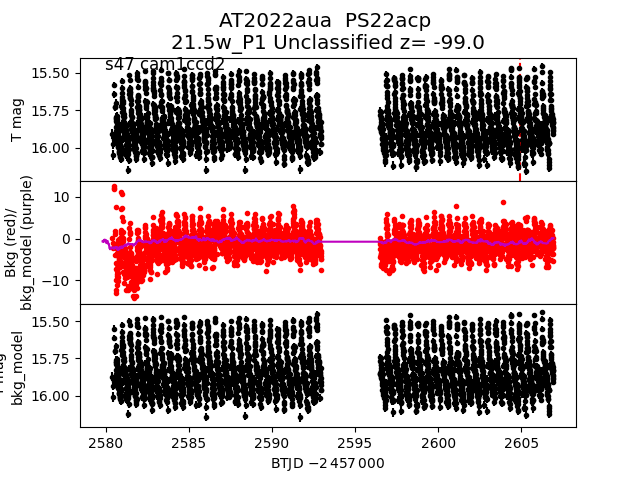 AT2022aua  PS22acp
21.5w_P1 Unclassified z= -99.0
s47 cam1ccd2
T mag
15.50
15.75
16.00
Bkg (red)/
bkg_model (purple)
10
0
−10
bkg_model
15.50
15.75
16.00
2580 2585 2590 2595 2600 2605
BTJD −2 457 000